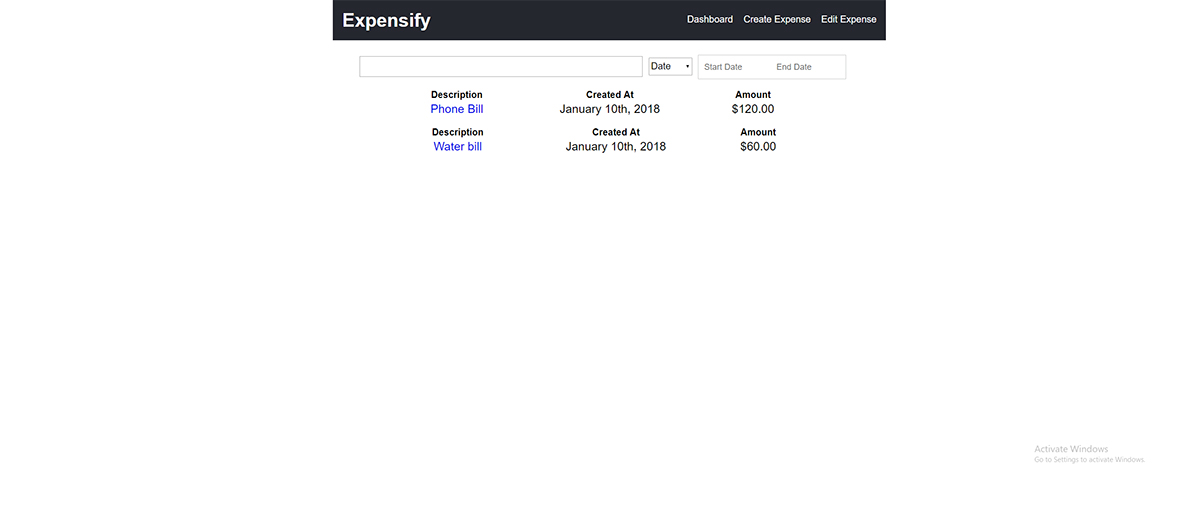 Expensify Dashboard Create Expense Edit Expense
Date Start Date End Date
Description Created At Amount
Phone Bill January 10th, 2018 $120.00
Description Created At Amount
Water bill January 10th, 2018 $60.00
Activate Windows
Go to Settings to activate Windows.